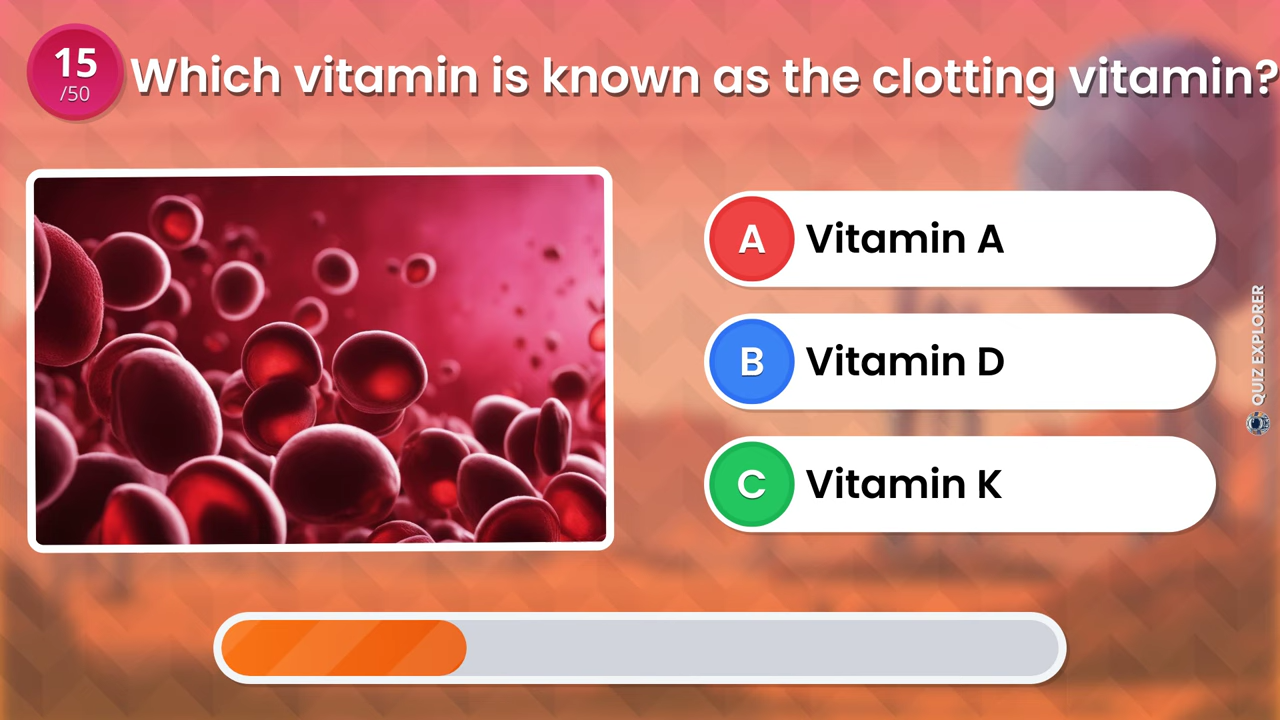 15
/50
Which vitamin is known as the clotting vitamin?
A Vitamin A
B Vitamin D
C Vitamin K
QUIZ EXPLORER